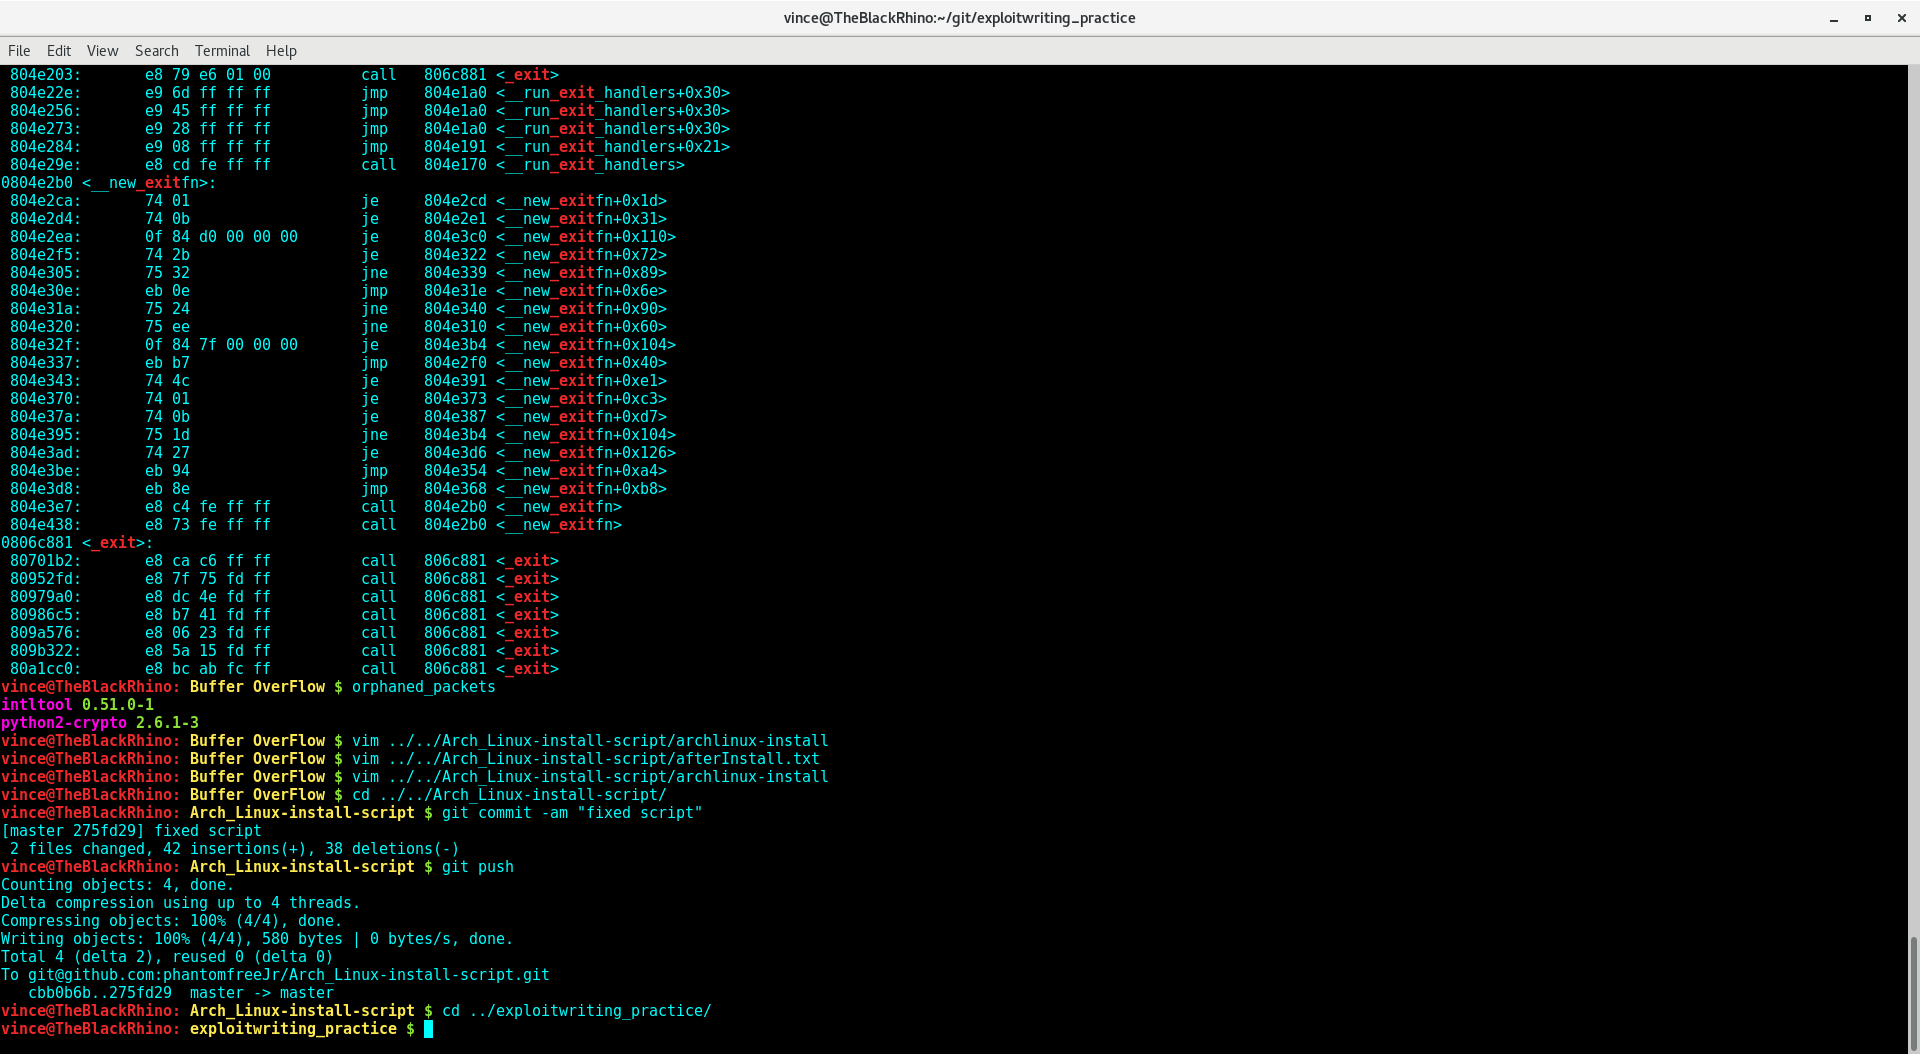 vince@TheBlackRhino:~/git/exploitwriting_practice
File Edit View Search Terminal Help
804e203: e8 79 e6 01 00 call 806c881 <_exit>
804e22e: e9 6d ff ff ff jmp 804e1a0 <__run_exit_handlers+0x30>
804e256: e9 45 ff ff ff jmp 804e1a0 <__run_exit_handlers+0x30>
804e273: e9 28 ff ff ff jmp 804e1a0 <__run_exit_handlers+0x30>
804e284: e9 08 ff ff ff jmp 804e191 <__run_exit_handlers+0x21>
804e29e: e8 cd fe ff ff call 804e170 <__run_exit_handlers>
0804e2b0 <__new_exitfn>:
804e2ca: 74 01 je 804e2cd <__new_exitfn+0x1d>
804e2d4: 74 0b je 804e2e1 <__new_exitfn+0x31>
804e2ea: 0f 84 d0 00 00 00 je 804e3c0 <__new_exitfn+0x110>
804e2f5: 74 2b je 804e322 <__new_exitfn+0x72>
804e305: 75 32 jne 804e339 <__new_exitfn+0x89>
804e30e: eb 0e jmp 804e31e <__new_exitfn+0x6e>
804e31a: 75 24 jne 804e340 <__new_exitfn+0x90>
804e320: 75 ee jne 804e310 <__new_exitfn+0x60>
804e32f: 0f 84 7f 00 00 00 je 804e3b4 <__new_exitfn+0x104>
804e337: eb b7 jmp 804e2f0 <__new_exitfn+0x40>
804e343: 74 4c je 804e391 <__new_exitfn+0xe1>
804e370: 74 01 je 804e373 <__new_exitfn+0xc3>
804e37a: 74 0b je 804e387 <__new_exitfn+0xd7>
804e395: 75 1d jne 804e3b4 <__new_exitfn+0x104>
804e3ad: 74 27 je 804e3d6 <__new_exitfn+0x126>
804e3be: eb 94 jmp 804e354 <__new_exitfn+0xa4>
804e3d8: eb 8e jmp 804e368 <__new_exitfn+0xb8>
804e3e7: e8 c4 fe ff ff call 804e2b0 <__new_exitfn>
804e438: e8 73 fe ff ff call 804e2b0 <__new_exitfn>
0806c881 <_exit>:
80701b2: e8 ca c6 ff ff call 806c881 <_exit>
80952fd: e8 7f 75 fd ff call 806c881 <_exit>
80979a0: e8 dc 4e fd ff call 806c881 <_exit>
80986c5: e8 b7 41 fd ff call 806c881 <_exit>
809a576: e8 06 23 fd ff call 806c881 <_exit>
809b322: e8 5a 15 fd ff call 806c881 <_exit>
80a1cc0: e8 bc ab fc ff call 806c881 <_exit>
vince@TheBlackRhino: Buffer OverFlow $ orphaned_packets
intltool 0.51.0-1
python2-crypto 2.6.1-3
vince@TheBlackRhino: Buffer OverFlow $ vim ../../Arch_Linux-install-script/archlinux-install
vince@TheBlackRhino: Buffer OverFlow $ vim ../../Arch_Linux-install-script/afterInstall.txt
vince@TheBlackRhino: Buffer OverFlow $ vim ../../Arch_Linux-install-script/archlinux-install
vince@TheBlackRhino: Buffer OverFlow $ cd ../../Arch_Linux-install-script/
vince@TheBlackRhino: Arch_Linux-install-script $ git commit -am "fixed script"
[master 275fd29] fixed script
2 files changed, 42 insertions(+), 38 deletions(-)
vince@TheBlackRhino: Arch_Linux-install-script $ git push
Counting objects: 4, done.
Delta compression using up to 4 threads.
Compressing objects: 100% (4/4), done.
Writing objects: 100% (4/4), 580 bytes | 0 bytes/s, done.
Total 4 (delta 2), reused 0 (delta 0)
To git@github.com:phantomfreeJr/Arch_Linux-install-script.git
cbb0b6b..275fd29 master -> master
vince@TheBlackRhino: Arch_Linux-install-script $ cd ../exploitwriting_practice/
vince@TheBlackRhino: exploitwriting_practice $